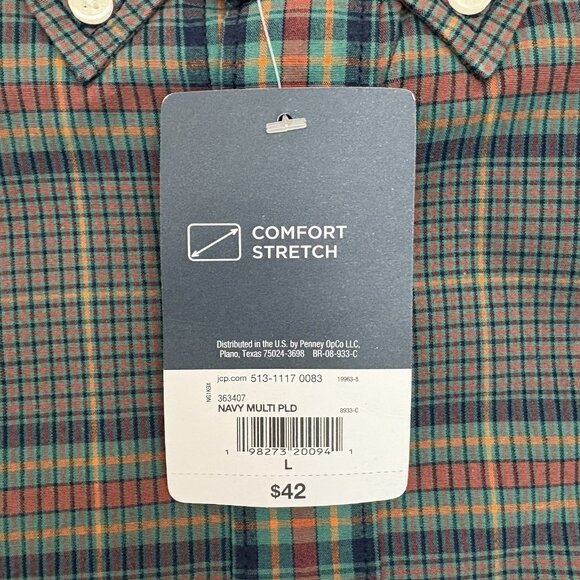 COMFORT
STRETCH
Distributed in the U.S. by Penney OpCo LLC,
Plano, Texas 75024-3698 BR-08-933-C
jcp.com 513-1117 0083 19963-8
363407
NAVY MULTI PLD 8933-C
1 98273 20094 1
L
$42